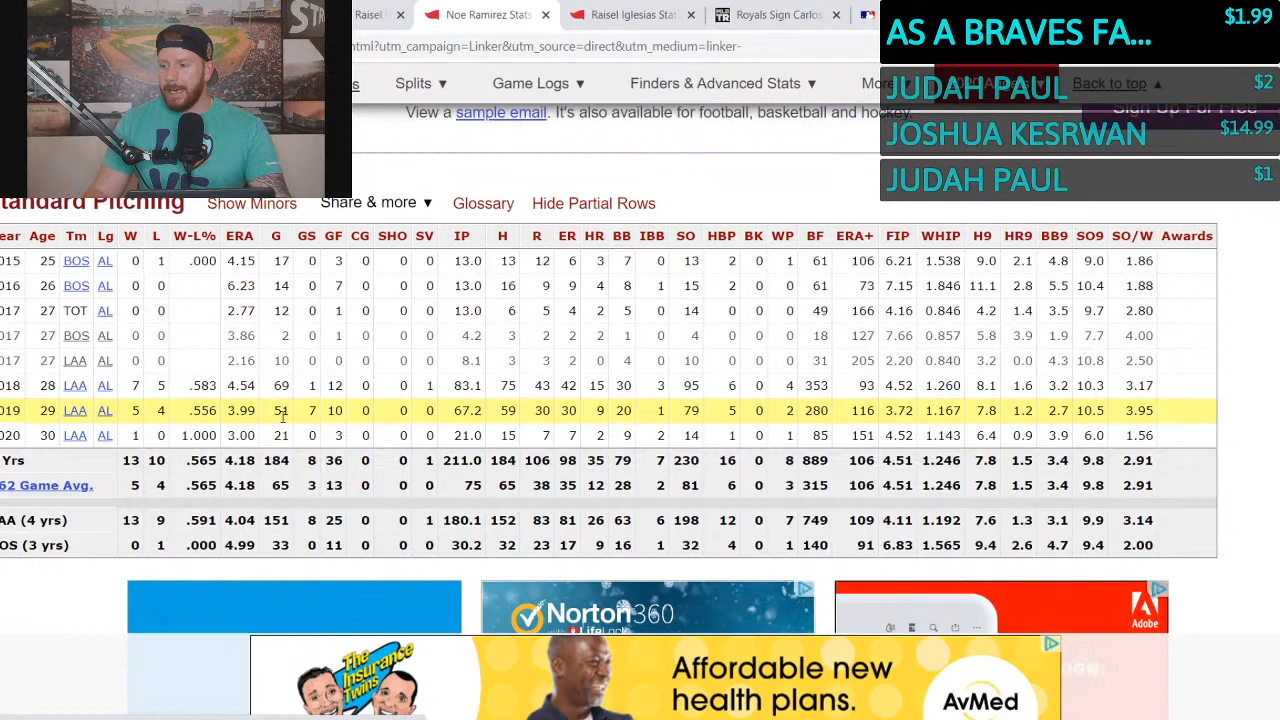 Raisel
Noe Ramirez Stats
Raisel Iglesias Stat
Royals Sign Carlos
html?utm_campaign=Linker&utm_source=direct&utm_medium=linker-
Splits ▼ Game Logs ▼ Finders & Advanced Stats ▼ Back to top ▲
View a sample email. It's also available for football, basketball and hockey.
Sign Up For Free
AS A BRAVES FA... $1.99
JUDAH PAUL $2
JOSHUA KESRWAN $14.99
JUDAH PAUL $1
tandard Pitching Show Minors Share & more ▼ Glossary Hide Partial Rows
ear Age Tm Lg W L W-L% ERA G GS GF CG SHO SV IP H R ER HR BB IBB SO HBP BK WP BF ERA+ FIP WHIP H9 HR9 BB9 SO9 SO/W Awards
015 25 BOS AL 0 1 .000 4.15 17 0 3 0 0 0 13.0 13 12 6 3 7 0 13 2 0 1 61 106 6.21 1.538 9.0 2.1 4.8 9.0 1.86
016 26 BOS AL 0 0 6.23 14 0 7 0 0 0 13.0 16 9 9 4 8 1 15 2 0 0 61 73 7.15 1.846 11.1 2.8 5.5 10.4 1.88
017 27 TOT AL 0 0 2.77 12 0 1 0 0 0 13.0 6 5 4 2 5 0 14 0 0 0 49 166 4.16 0.846 4.2 1.4 3.5 9.7 2.80
017 27 BOS AL 0 0 3.86 2 0 1 0 0 0 4.2 3 2 2 2 1 0 4 0 0 0 18 127 7.66 0.857 5.8 3.9 1.9 7.7 4.00
017 27 LAA AL 0 0 2.16 10 0 0 0 0 0 8.1 3 3 2 0 4 0 10 0 0 0 31 205 2.20 0.840 3.2 0.0 4.3 10.8 2.50
018 28 LAA AL 7 5 .583 4.54 69 1 12 0 0 1 83.1 75 43 42 15 30 3 95 6 0 4 353 93 4.52 1.260 8.1 1.6 3.2 10.3 3.17
019 29 LAA AL 5 4 .556 3.99 51 7 10 0 0 0 67.2 59 30 30 9 20 1 79 5 0 2 280 116 3.72 1.167 7.8 1.2 2.7 10.5 3.95
020 30 LAA AL 1 0 1.000 3.00 21 0 3 0 0 0 21.0 15 7 7 2 9 2 14 1 0 1 85 151 4.52 1.143 6.4 0.9 3.9 6.0 1.56
Yrs 13 10 .565 4.18 184 8 36 0 0 1 211.0 184 106 98 35 79 7 230 16 0 8 889 106 4.51 1.246 7.8 1.5 3.4 9.8 2.91
62 Game Avg. 5 4 .565 4.18 65 3 13 0 0 0 75 65 38 35 12 28 2 81 6 0 3 315 106 4.51 1.246 7.8 1.5 3.4 9.8 2.91
AA (4 yrs) 13 9 .591 4.04 151 8 25 0 0 1 180.1 152 83 81 26 63 6 198 12 0 7 749 109 4.11 1.192 7.6 1.3 3.1 9.9 3.14
OS (3 yrs) 0 1 .000 4.99 33 0 11 0 0 0 30.2 32 23 17 9 16 1 32 4 0 1 140 91 6.83 1.565 9.4 2.6 4.7 9.4 2.00
Norton360
Adobe
The Insurance Twins
Affordable new
health plans.
AvMed